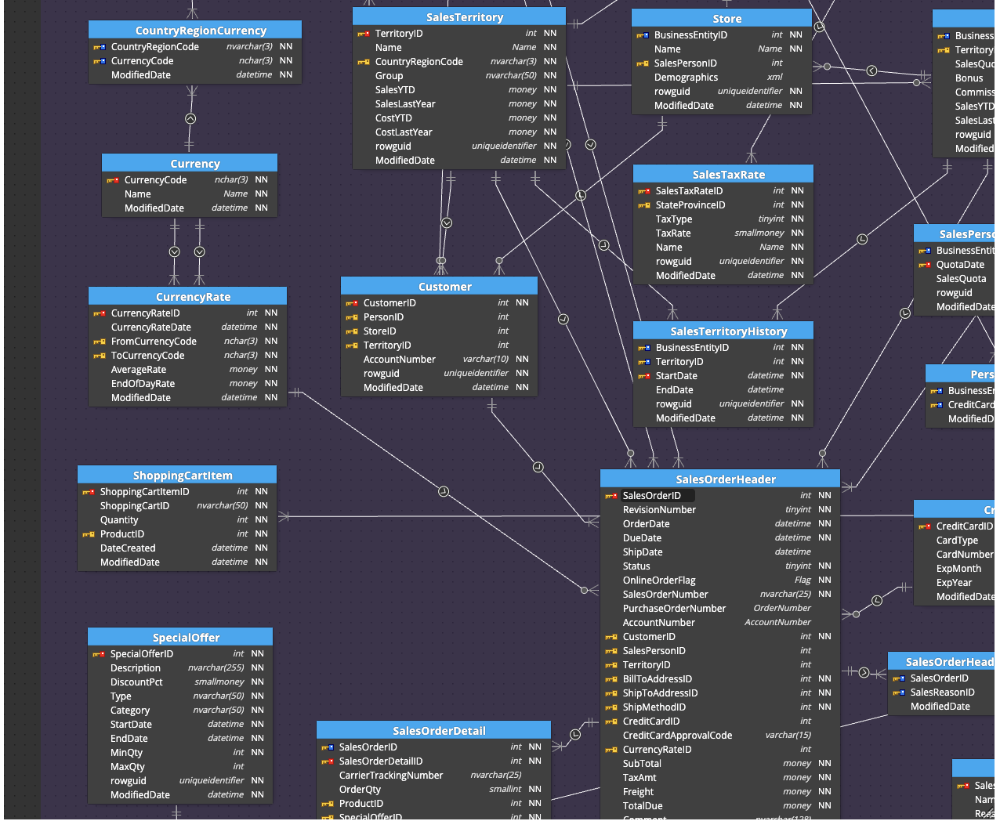 CountryRegionCurrency
CountryRegionCode nvarchar(3) NN
CurrencyCode nchar(3) NN
ModifiedDate datetime NN
Currency
CurrencyCode nchar(3) NN
Name Name NN
ModifiedDate datetime NN
CurrencyRate
CurrencyRateID int NN
CurrencyRateDate datetime NN
FromCurrencyCode nchar(3) NN
ToCurrencyCode nchar(3) NN
AverageRate money NN
EndOfDayRate money NN
ModifiedDate datetime NN
ShoppingCartItem
ShoppingCartItemID int NN
ShoppingCartID nvarchar(50) NN
Quantity int NN
ProductID int NN
DateCreated datetime NN
ModifiedDate datetime NN
SpecialOffer
SpecialOfferID int NN
Description nvarchar(255) NN
DiscountPct smallmoney NN
Type nvarchar(50) NN
Category nvarchar(50) NN
StartDate datetime NN
EndDate datetime NN
MinQty int NN
MaxQty int
rowguid uniqueidentifier NN
ModifiedDate datetime NN
SalesTerritory
TerritoryID int NN
Name Name NN
CountryRegionCode nvarchar(3) NN
Group nvarchar(50) NN
SalesYTD money NN
SalesLastYear money NN
CostYTD money NN
CostLastYear money NN
rowguid uniqueidentifier NN
ModifiedDate datetime NN
Customer
CustomerID int NN
PersonID int
StoreID int
TerritoryID int
AccountNumber varchar(10) NN
rowguid uniqueidentifier NN
ModifiedDate datetime NN
SalesOrderDetail
SalesOrderID int NN
SalesOrderDetailID int NN
CarrierTrackingNumber nvarchar(25)
OrderQty smallint NN
ProductID int NN
SpecialOfferID int NN
Store
BusinessEntityID int NN
Name Name NN
SalesPersonID int
Demographics xml
rowguid uniqueidentifier NN
ModifiedDate datetime NN
SalesTaxRate
SalesTaxRateID int NN
StateProvinceID int NN
TaxType tinyint NN
TaxRate smallmoney NN
Name Name NN
rowguid uniqueidentifier NN
ModifiedDate datetime NN
SalesTerritoryHistory
BusinessEntityID int NN
TerritoryID int NN
StartDate datetime NN
EndDate datetime
rowguid uniqueidentifier NN
ModifiedDate datetime NN
SalesOrderHeader
SalesOrderID int NN
RevisionNumber tinyint NN
OrderDate datetime NN
DueDate datetime NN
ShipDate datetime
Status tinyint NN
OnlineOrderFlag Flag NN
SalesOrderNumber nvarchar(25) NN
PurchaseOrderNumber OrderNumber
AccountNumber AccountNumber
CustomerID int NN
SalesPersonID int
TerritoryID int
BillToAddressID int NN
ShipToAddressID int NN
ShipMethodID int NN
CreditCardID int
CreditCardApprovalCode varchar(15)
CurrencyRateID int
SubTotal money NN
TaxAmt money NN
Freight money NN
TotalDue money NN
Comment nvarchar(128)
Business
Territory
SalesQuo
Bonus
Commiss
SalesYTD
SalesLast
rowguid
Modified
SalesPerso
BusinessEntit
QuotaDate
SalesQuota
rowguid
ModifiedDate
Pers
BusinessEr
CreditCard
ModifiedD
Cr
CreditCardID
CardType
CardNumber
ExpMonth
ExpYear
ModifiedDate
SalesOrderHead
SalesOrderID
SalesReasonID
ModifiedDate
Sales
Nam